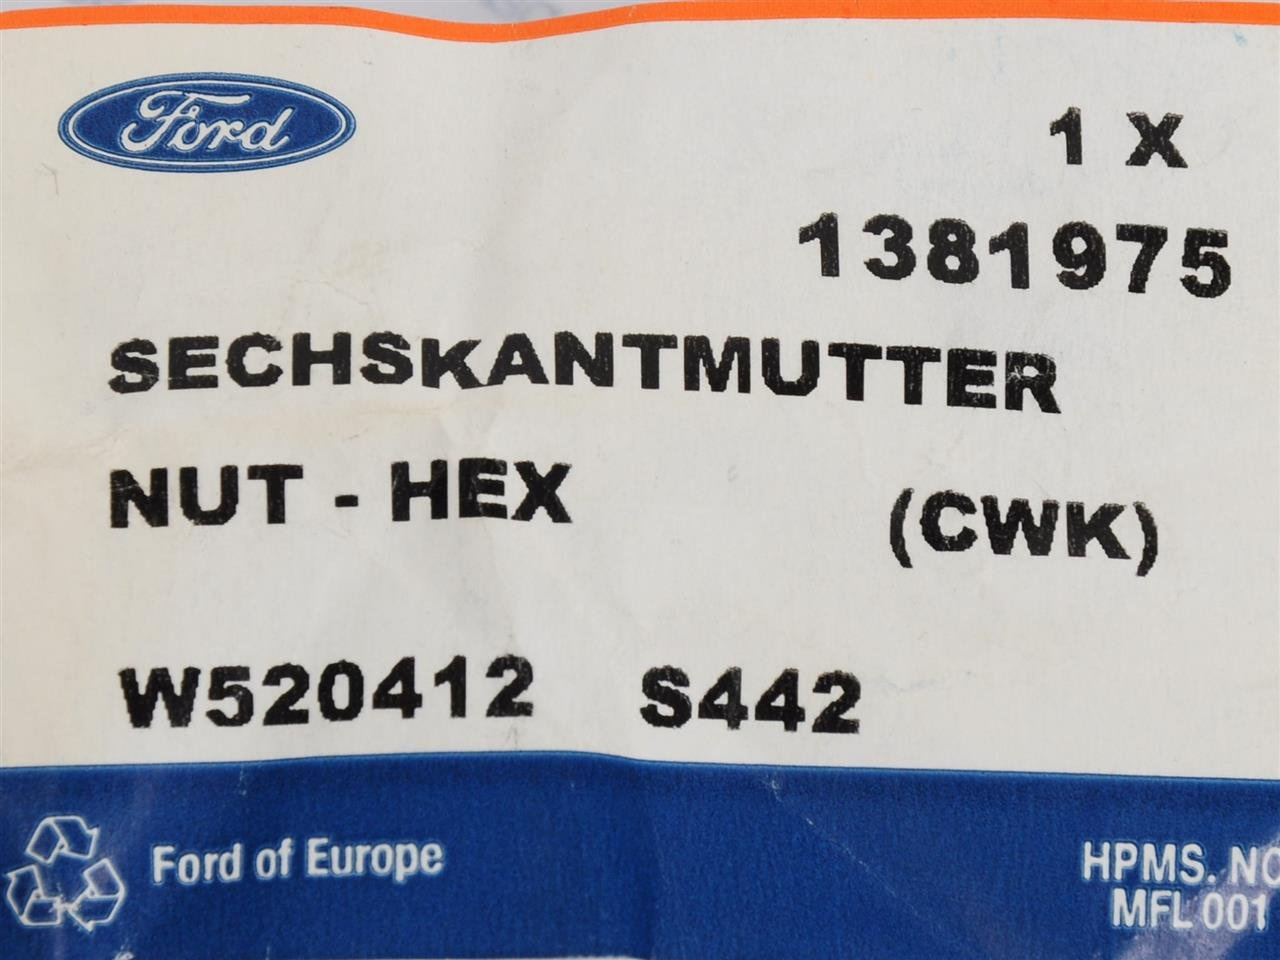 Ford
1 X
1381975
SECHSKANTMUTTER
NUT - HEX (CWK)
W520412 S442
Ford of Europe
HPMS. NO
MFL 001